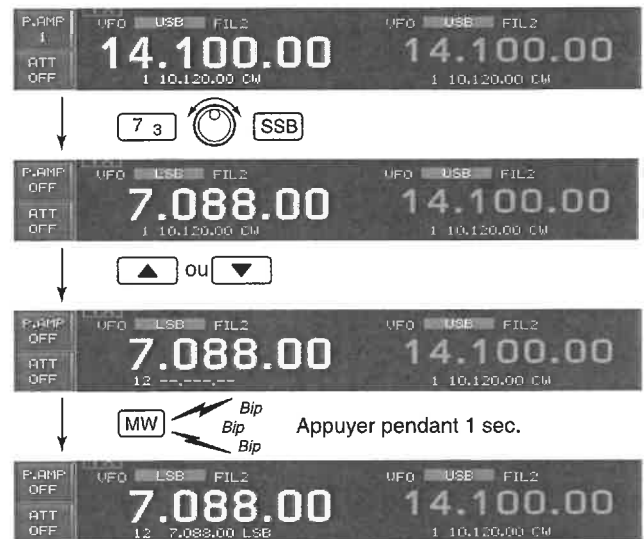 P.AMP VFO USB FIL2 VFO USB FIL2
1 14.100.00 14.100.00
ATT
OFF 1 10.120.00 CW 1 10.120.00 CW
7 3 SSB
P.AMP VFO LSB FIL2 VFO USB FIL2
OFF 7.088.00 14.100.00
ATT
OFF 1 10.120.00 CW 1 10.120.00 CW
▲ ou ▼
P.AMP VFO LSB FIL2 VFO USB FIL2
OFF 7.088.00 14.100.00
ATT
OFF 12 --.---.-- 1 10.120.00 CW
Bip
MW Bip Appuyer pendant 1 sec.
Bip
P.AMP VFO LSB FIL2 VFO USB FIL2
OFF 7.088.00 14.100.00
ATT
OFF 12 7.088.00 LSB 1 10.120.00 CW